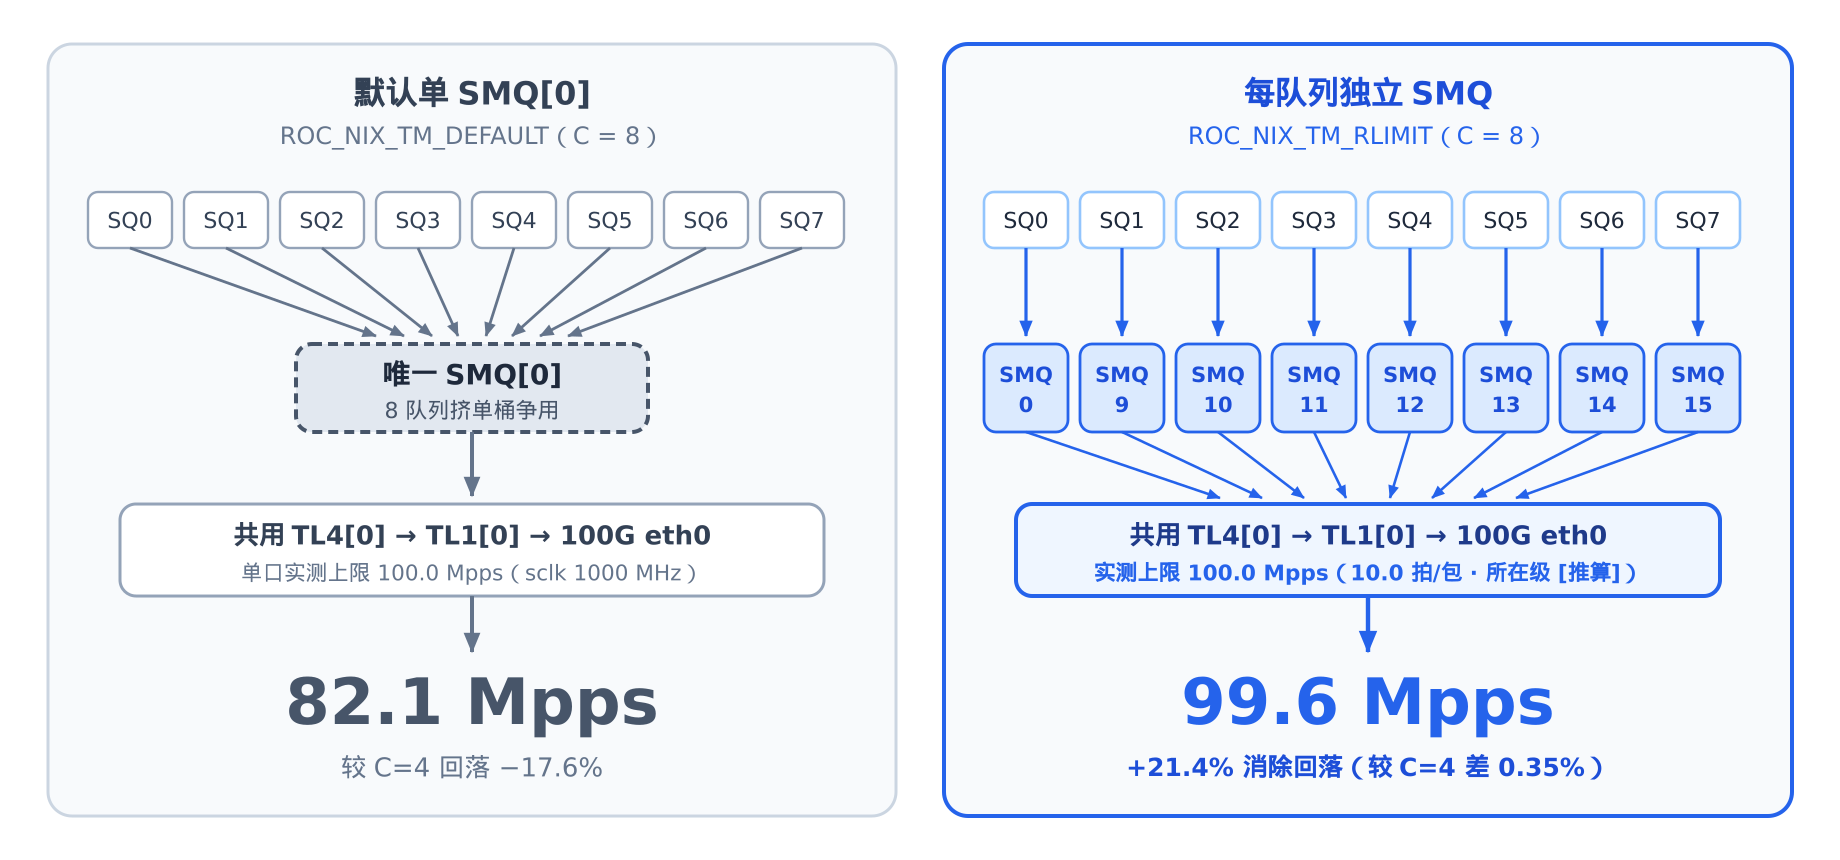 默认单 SMQ[0]
ROC_NIX_TM_DEFAULT（C = 8）
SQ0 SQ1 SQ2 SQ3 SQ4 SQ5 SQ6 SQ7
唯一 SMQ[0]
8 队列挤单桶争用
共用 TL4[0] → TL1[0] → 100G eth0
单口实测上限 100.0 Mpps（sclk 1000 MHz）
82.1 Mpps
较 C=4 回落 −17.6%
每队列独立 SMQ
ROC_NIX_TM_RLIMIT（C = 8）
SQ0 SQ1 SQ2 SQ3 SQ4 SQ5 SQ6 SQ7
SMQ SMQ SMQ SMQ SMQ SMQ SMQ SMQ
0 9 10 11 12 13 14 15
共用 TL4[0] → TL1[0] → 100G eth0
实测上限 100.0 Mpps（10.0 拍/包 · 所在级 [推算]）
99.6 Mpps
+21.4% 消除回落（较 C=4 差 0.35%）